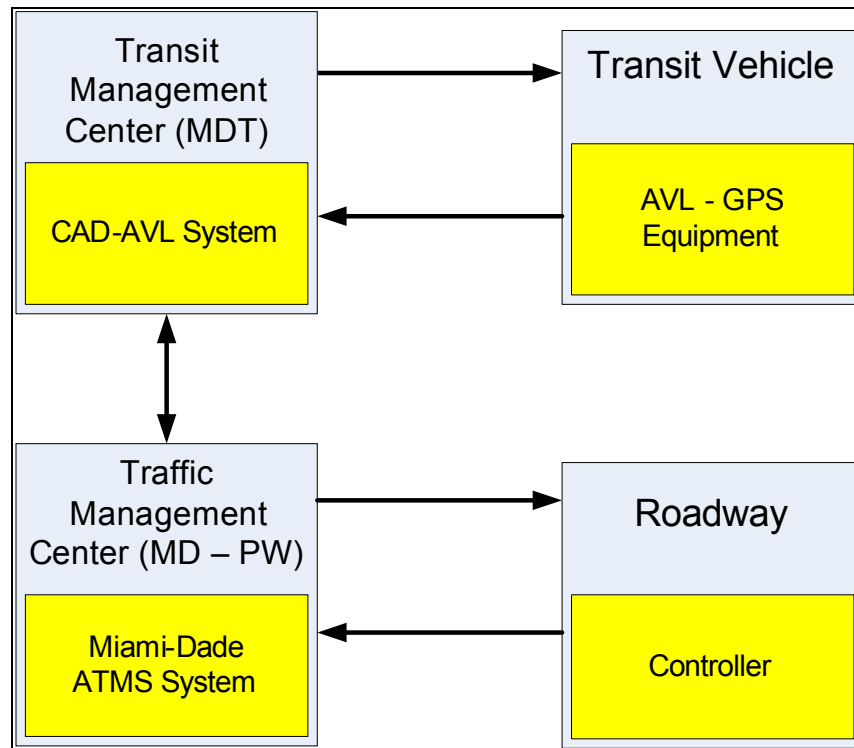 Transit
Management
Center (MDT)
CAD-AVL System
Transit Vehicle
AVL - GPS
Equipment
Traffic
Management
Center (MD – PW)
Miami-Dade
ATMS System
Roadway
Controller